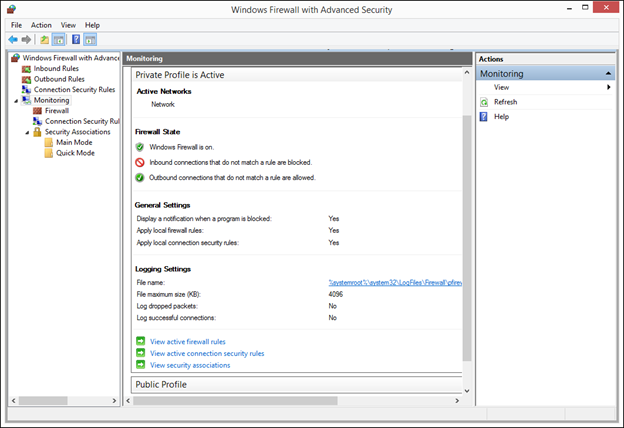 Windows Firewall with Advanced Security
File Action View Help
Windows Firewall with Advance
Inbound Rules
Outbound Rules
Connection Security Rules
Monitoring
Firewall
Connection Security Rul
Security Associations
Main Mode
Quick Mode
Monitoring
Private Profile is Active
Active Networks
Network
Firewall State
Windows Firewall is on.
Inbound connections that do not match a rule are blocked.
Outbound connections that do not match a rule are allowed.
General Settings
Display a notification when a program is blocked: Yes
Apply local firewall rules: Yes
Apply local connection security rules: Yes
Logging Settings
File name: %systemroot%\system32\LogFiles\Firewall\pfirew
File maximum size (KB): 4096
Log dropped packets: No
Log successful connections: No
View active firewall rules
View active connection security rules
View security associations
Public Profile
Actions
Monitoring
View
Refresh
Help